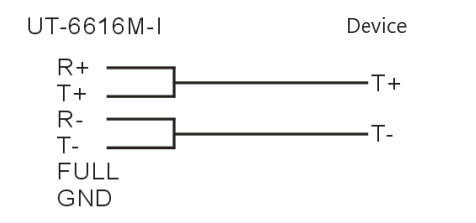 UT-6616M-I Device
R+
T+ T+
R-
T- T-
FULL
GND